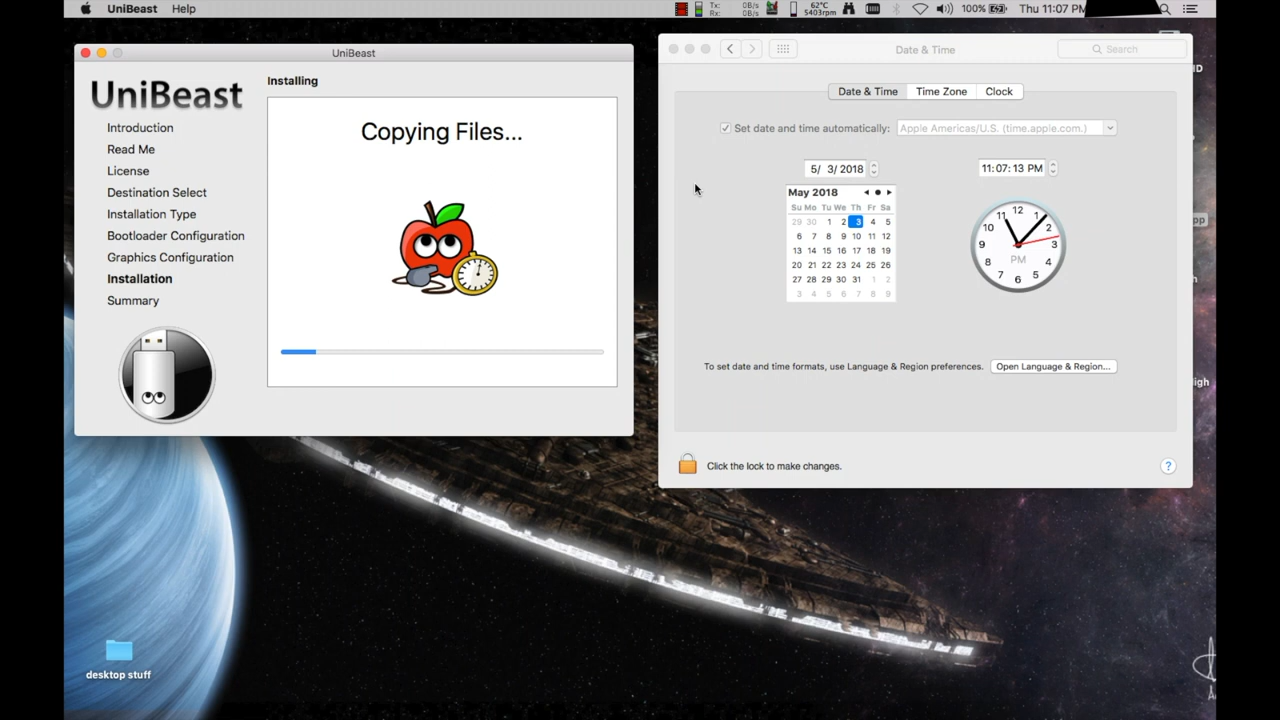 UniBeast Help Tx: 0B/s 62°C 100% Thu 11:07 PM
Rx: 0B/s 5403rpm
UniBeast
Installing
UniBeast
Introduction
Read Me
License
Destination Select
Installation Type
Bootloader Configuration
Graphics Configuration
Installation
Summary
Copying Files...
Date & Time
Search
Date & Time Time Zone Clock
Set date and time automatically: Apple Americas/U.S. (time.apple.com.)
5/ 3/2018
11:07:13 PM
May 2018
Su Mo Tu We Th Fr Sa
29 30 1 2 3 4 5
6 7 8 9 10 11 12
13 14 15 16 17 18 19
20 21 22 23 24 25 26
27 28 29 30 31 1 2
3 4 5 6 7 8 9
12
11 1
10 2
9 3
8 4
7 5
6
PM
To set date and time formats, use Language & Region preferences. Open Language & Region...
Click the lock to make changes. ?
desktop stuff